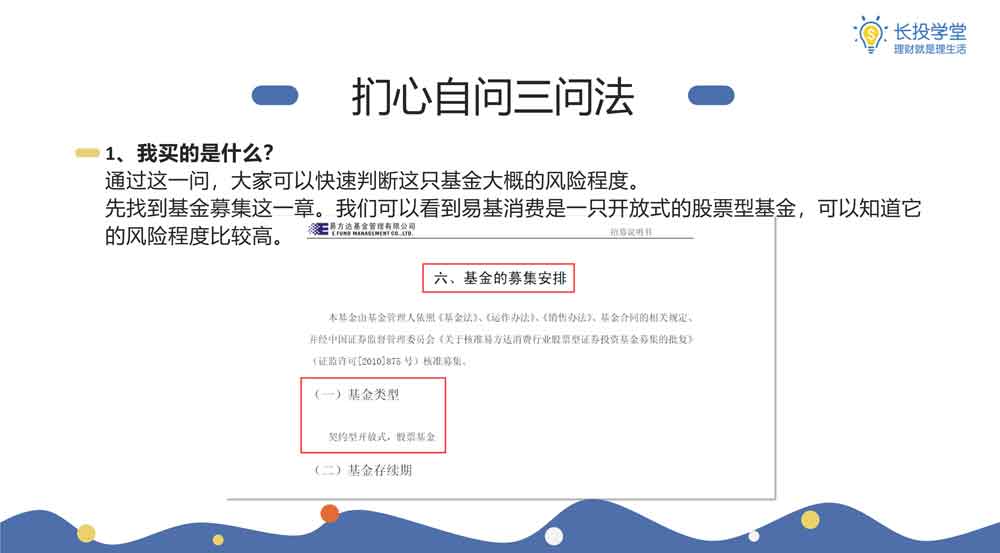 长投学堂
理财就是理生活
扪心自问三问法
1、我买的是什么？
通过这一问，大家可以快速判断这只基金大概的风险程度。
先找到基金募集这一章。我们可以看到易基消费是一只开放式的股票型基金，可以知道它
的风险程度比较高。
易方达基金管理有限公司
E FUND MANAGEMENT CO.,LTD.
招募说明书
六、基金的募集安排
本基金由基金管理人依照《基金法》、《运作办法》、《销售办法》、基金合同的相关规定、
并经中国证券监督管理委员会《关于核准易方达消费行业股票型证券投资基金募集的批复》
（证监许可[2010]875 号）核准募集。
（一）基金类型
契约型开放式，股票基金
（二）基金存续期